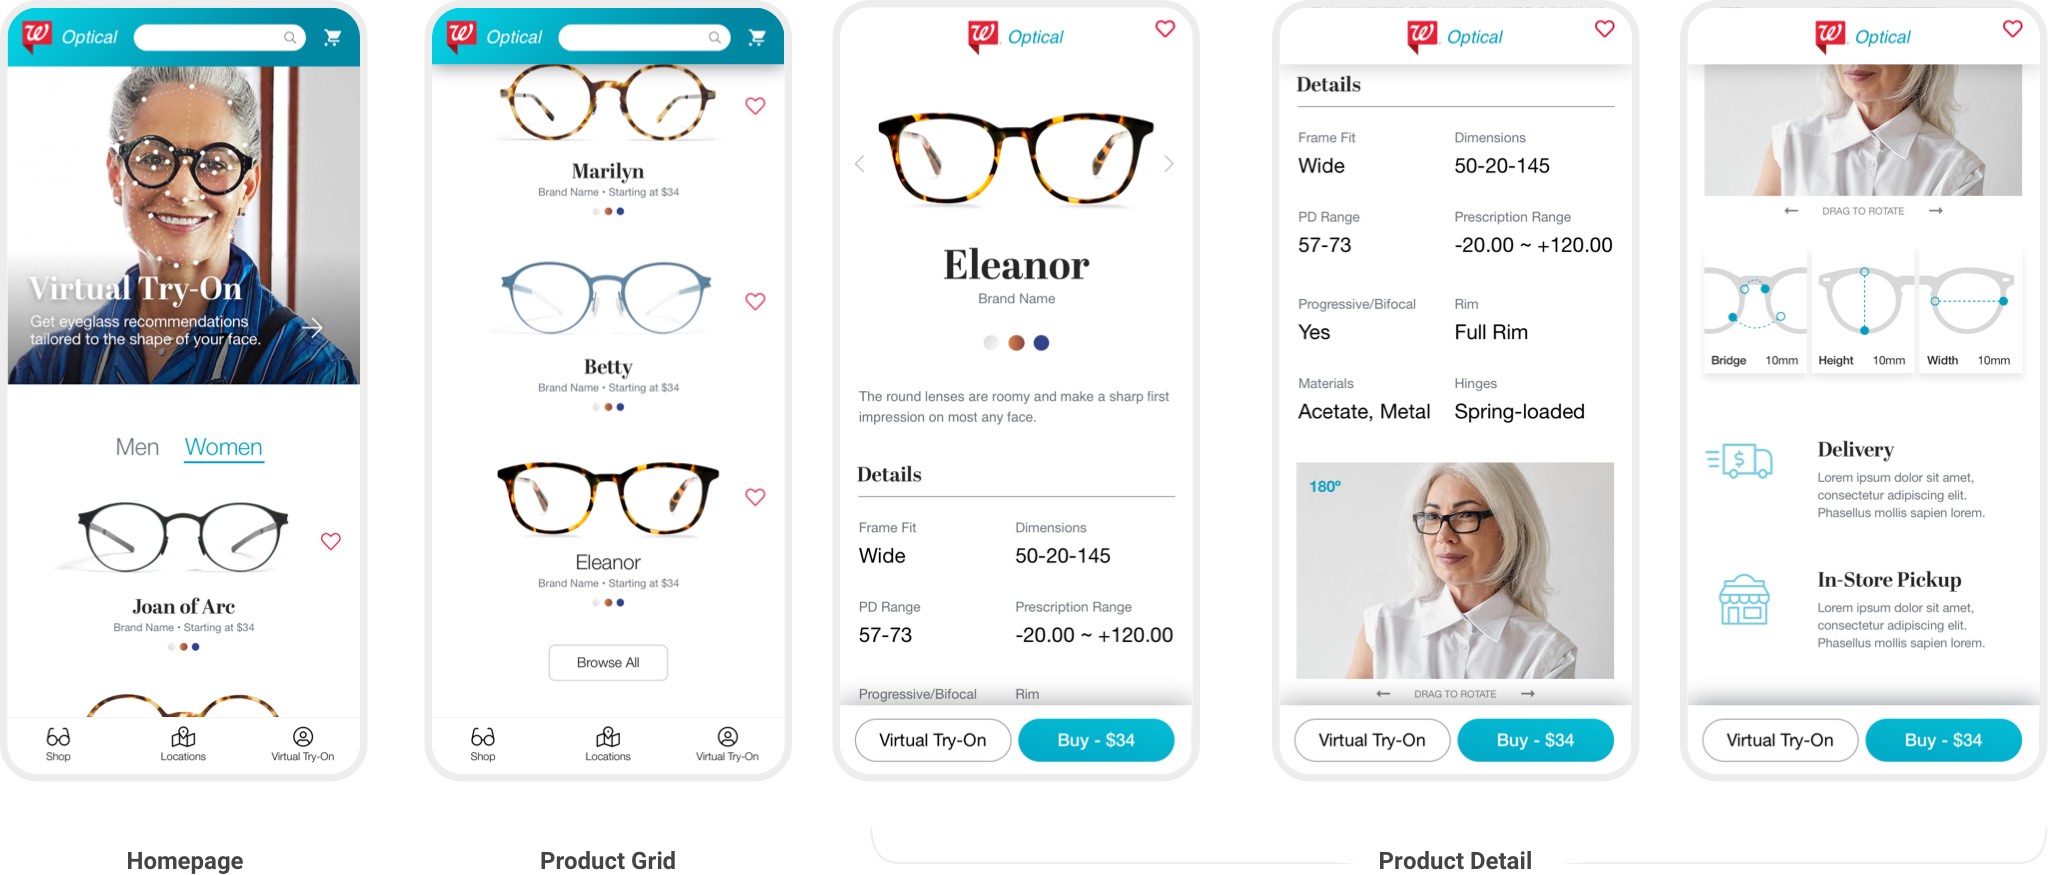 W Optical
Virtual Try-On
Get eyeglass recommendations
tailored to the shape of your face.
Men Women
Joan of Arc
Brand Name • Starting at $34
Shop Locations Virtual Try-On
Homepage
W Optical
Marilyn
Brand Name • Starting at $34
Betty
Brand Name • Starting at $34
Eleanor
Brand Name • Starting at $34
Browse All
Shop Locations Virtual Try-On
Product Grid
W Optical
Eleanor
Brand Name
The round lenses are roomy and make a sharp first
impression on most any face.
Details
Frame Fit Dimensions
Wide 50-20-145
PD Range Prescription Range
57-73 -20.00 ~ +120.00
Progressive/Bifocal Rim
Virtual Try-On Buy - $34
W Optical
Details
Frame Fit Dimensions
Wide 50-20-145
PD Range Prescription Range
57-73 -20.00 ~ +120.00
Progressive/Bifocal Rim
Yes Full Rim
Materials Hinges
Acetate, Metal Spring-loaded
180°
DRAG TO ROTATE
Virtual Try-On Buy - $34
W Optical
DRAG TO ROTATE
Bridge 10mm Height 10mm Width 10mm
Delivery
Lorem ipsum dolor sit amet,
consectetur adipiscing elit.
Phasellus mollis sapien lorem.
In-Store Pickup
Lorem ipsum dolor sit amet,
consectetur adipiscing elit.
Phasellus mollis sapien lorem.
Virtual Try-On Buy - $34
Product Detail